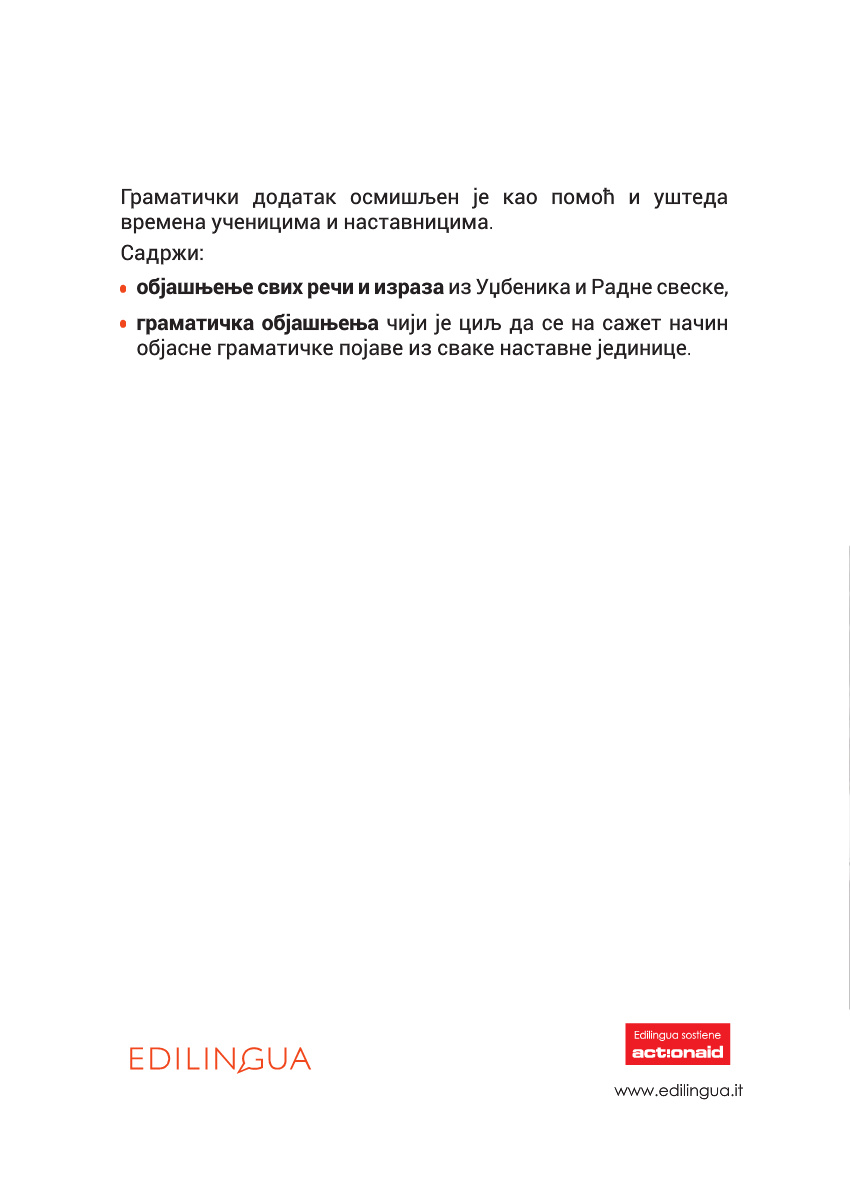 Граматички додатак осмишљен је као помоћ и уштеда
времена ученицима и наставницима.
Садржи:
• објашњење свих речи и израза из Уџбеника и Радне свеске,
• граматичка објашњења чији је циљ да се на сажет начин
објасне граматичке појаве из сваке наставне јединице.
Edilingua sostiene
act:onaid
EDILINGUA
www.edilingua.it